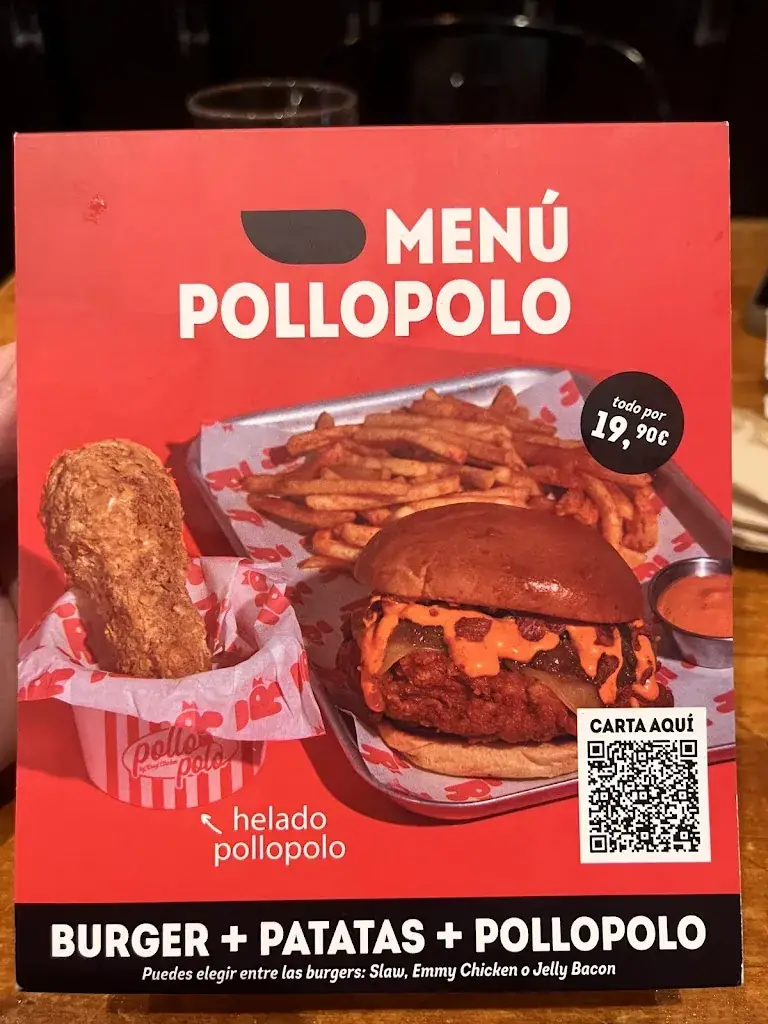 MENÚ
POLLOPOLO
todo por
19,90€
pollo
polo
helado
pollopolo
CARTA AQUÍ
BURGER + PATATAS + POLLOPOLO
Puedes elegir entre las burgers: Slaw, Emmy Chicken o Jelly Bacon